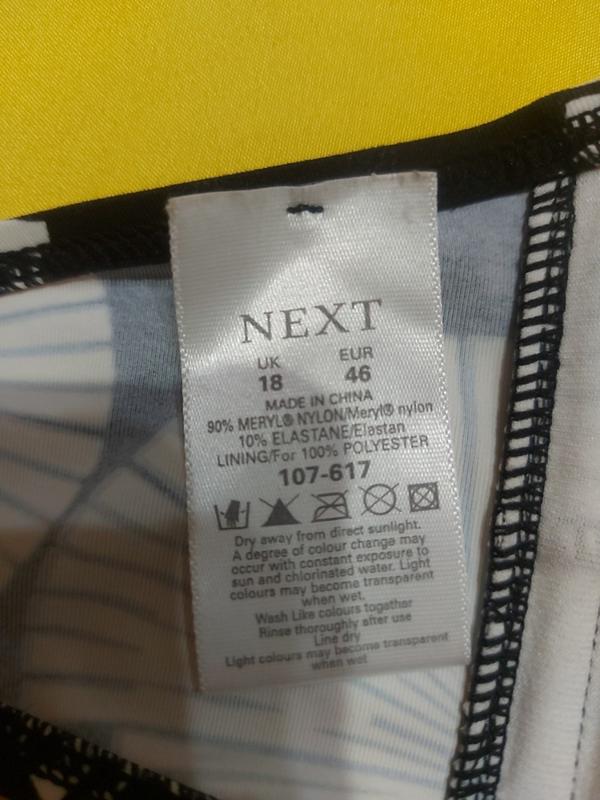 NEXT
UK EUR
18 46
MADE IN CHINA
90% MERYL® NYLON/Meryl® nylon
10% ELASTANE/Elastan
LINING/For 100% POLYESTER
107-617
Dry away from direct sunlight.
A degree of colour change may
occur with constant exposure to
sun and chlorinated water. Light
colours may become transparent
when wet.
Wash Like colours together
Rinse thoroughly after use
Line dry
Light colours may become transparent
when wet